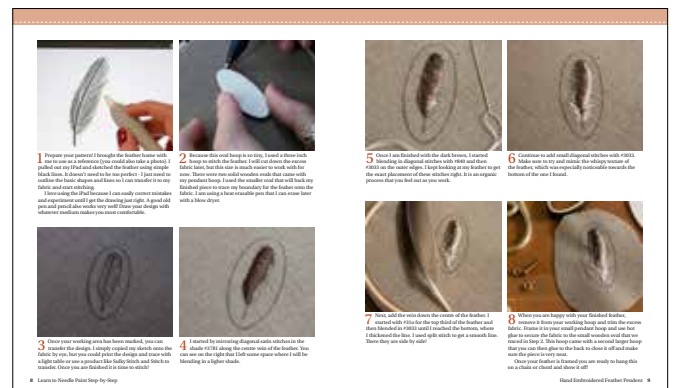 1 Prepare your pattern! I brought the feather home with
me to use as a reference (you could also take a photo). I
pulled out my iPad and sketched the feather using simple
black lines. It doesn't need to be too perfect - I just need to
outline the basic shapes and lines so I can transfer it to my
fabric and start stitching.
I love using the iPad because I can easily correct mistakes
and experiment until I get the drawing just right. A good old
pen and pencil also works very well! Draw your design with
whatever medium makes you most comfortable.
2 Because this oval hoop is so tiny, I used a three inch
hoop to stitch the feather. I will cut down the excess
fabric later, but this size is much easier to work with for
now. There were two solid wooden ovals that came with
my pendant hoop. I used the smaller oval that will back my
finished piece to trace my boundary for the feather onto the
fabric. I am using a heat erasable pen that I can erase later
with a blow dryer.
3 Once your working area has been marked, you can
transfer the design. I simply copied my sketch onto the
fabric by eye, but you could print the design and trace with
a light table or use a product like Sulky Stitch and Stitch to
transfer. Once you are finished it is time to stitch!
4 I started by mirroring diagonal satin stitches in the
shade #3781 along the centre vein of the feather. You
can see on the right that I left some space where I will be
blending in a ligher shade.
8 Learn to Needle Paint Step-by-Step
5 Once I am finished with the dark brown, I started
blending in diagonal stitches with #840 and then
#3033 on the outer edges. I kept looking at my feather to get
the exact placement of these stitches right. It is an organic
process that you feel out as you work.
6 Continue to add small diagonal stitches with #3033.
Make sure to try and mimic the whispy texture of
the feather, which was especially noticeable towards the
bottom of the one I found.
7 Next, add the vein down the centre of the feather. I
started with for the top third of the feather and
then blended in #3033 until I reached the bottom, where
I thickened the line. I used split stitch to get a smooth line.
There they are side by side!
8 When you are happy with your finished feather,
remove it from your working hoop and trim the excess
fabric. Frame it in your small pendant hoop and use hot
glue to secure the fabric to the small wooden oval that we
traced in Step 2. This hoop came with a second larger hoop
that you can then glue to the back to close it off and make
sure the piece is very neat.
Once your feather is framed you are ready to hang this
on a chain or chord and show it off!
Hand Embroidered Feather Pendant 9